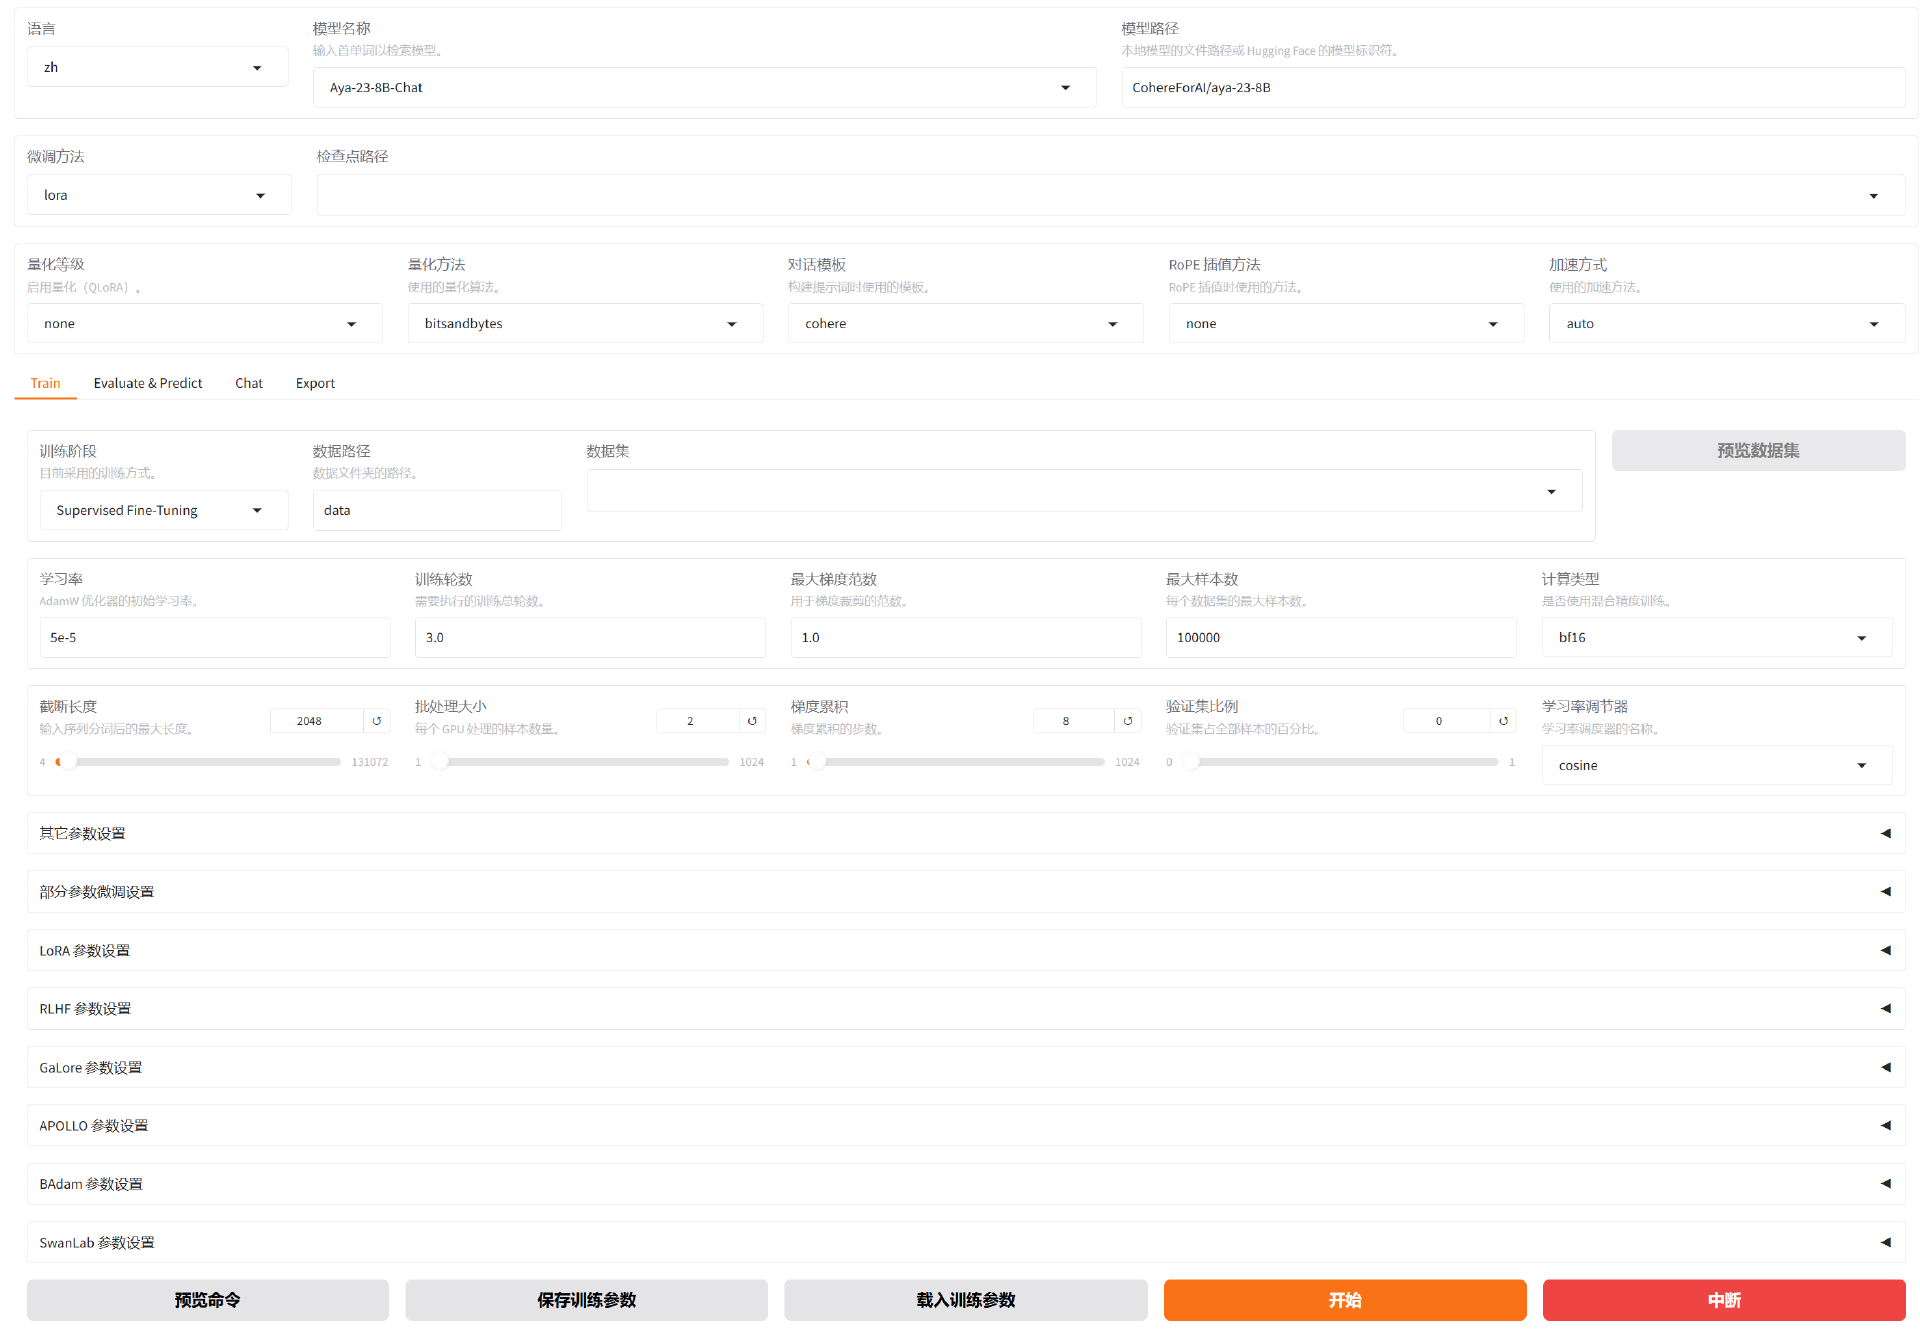 语言
zh
模型名称
输入首单词以检索模型。
Aya-23-8B-Chat
模型路径
本地模型的文件路径或 Hugging Face 的模型标识符。
CohereForAI/aya-23-8B
微调方法
lora
检查点路径
量化等级
启用量化（QLoRA）。
none
量化方法
使用的量化算法。
bitsandbytes
对话模板
构建提示词时使用的模板。
cohere
RoPE 插值方法
RoPE 插值时使用的方法。
none
加速方式
使用的加速方法。
auto
Train
Evaluate & Predict
Chat
Export
训练阶段
目前采用的训练方式。
Supervised Fine-Tuning
数据路径
数据文件夹的路径。
data
数据集
预览数据集
学习率
AdamW 优化器的初始学习率。
5e-5
训练轮数
需要执行的训练总轮数。
3.0
最大梯度范数
用于梯度裁剪的范数。
1.0
最大样本数
每个数据集的最大样本数。
100000
计算类型
是否使用混合精度训练。
bf16
截断长度
输入序列分词后的最大长度。
2048
4
131072
批处理大小
每个 GPU 处理的样本数量。
2
1
1024
梯度累积
梯度累积的步数。
8
1
1024
验证集比例
验证集占全部样本的百分比。
0
0
1
学习率调节器
学习率调度器的名称。
cosine
其它参数设置
部分参数微调设置
LoRA 参数设置
RLHF 参数设置
GaLore 参数设置
APOLLO 参数设置
BAdam 参数设置
SwanLab 参数设置
预览命令
保存训练参数
载入训练参数
开始
中断